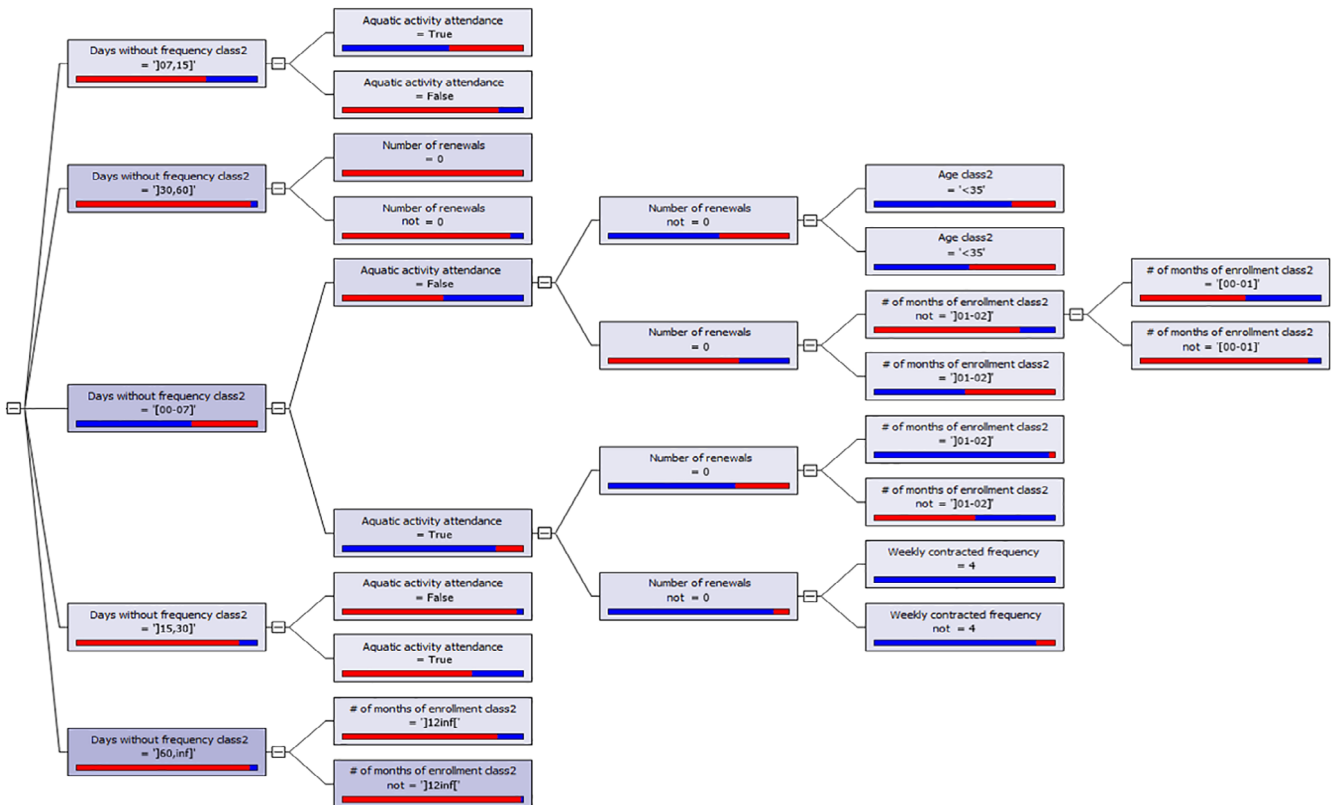 Days without frequency class2
= ']07,15]'
Aquatic activity attendance
= True
Aquatic activity attendance
= False
Days without frequency class2
= ']30,60]'
Number of renewals
= 0
Number of renewals
not = 0
Days without frequency class2
= '[00-07]'
Aquatic activity attendance
= False
Number of renewals
not = 0
Age class2
= '<35'
Age class2
= '<35'
Number of renewals
= 0
# of months of enrollment class2
not = ']01-02]'
# of months of enrollment class2
= '[00-01]'
# of months of enrollment class2
not = '[00-01]'
# of months of enrollment class2
= ']01-02]'
Aquatic activity attendance
= True
Number of renewals
= 0
# of months of enrollment class2
= ']01-02]'
# of months of enrollment class2
not = ']01-02]'
Number of renewals
not = 0
Weekly contracted frequency
= 4
Weekly contracted frequency
not = 4
Days without frequency class2
= ']15,30]'
Aquatic activity attendance
= False
Aquatic activity attendance
= True
Days without frequency class2
= ']60,inf]'
# of months of enrollment class2
= ']12inf['
# of months of enrollment class2
not = ']12inf['